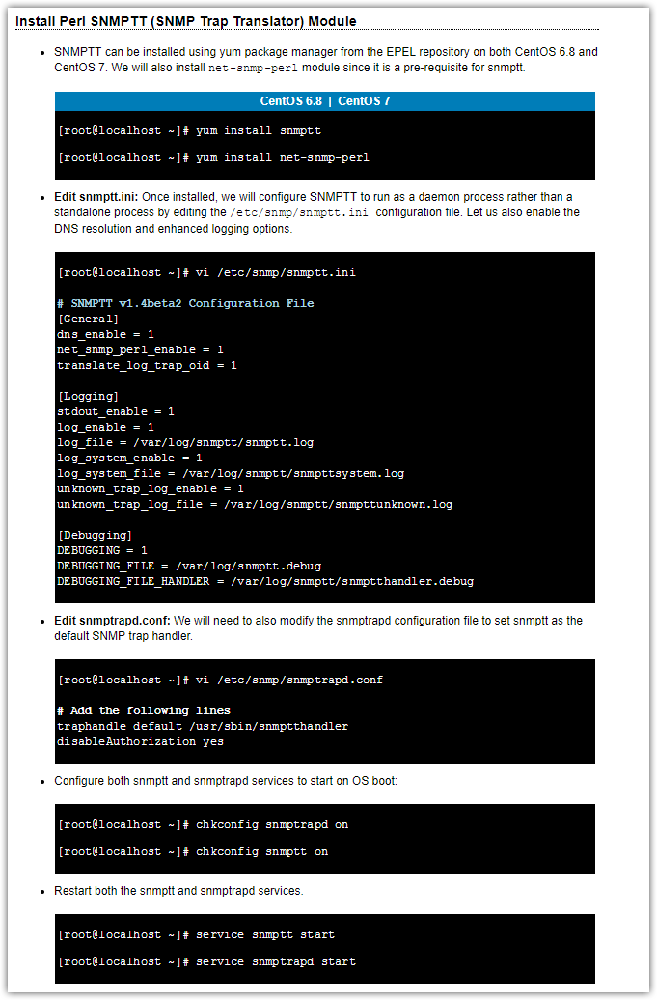 Install Perl SNMPTT (SNMP Trap Translator) Module
• SNMPTT can be installed using yum package manager from the EPEL repository on both CentOS 6.8 and
CentOS 7. We will also install net-snmp-perl module since it is a pre-requisite for snmptt.
CentOS 6.8 | CentOS 7
[root@localhost ~]# yum install snmptt
[root@localhost ~]# yum install net-snmp-perl
• Edit snmptt.ini: Once installed, we will configure SNMPTT to run as a daemon process rather than a
standalone process by editing the /etc/snmp/snmptt.ini configuration file. Let us also enable the
DNS resolution and enhanced logging options.
[root@localhost ~]# vi /etc/snmp/snmptt.ini
# SNMPTT v1.4beta2 Configuration File
[General]
dns_enable = 1
net_snmp_perl_enable = 1
translate_log_trap_oid = 1
[Logging]
stdout_enable = 1
log_enable = 1
log_file = /var/log/snmptt/snmptt.log
log_system_enable = 1
log_system_file = /var/log/snmptt/snmpttsystem.log
unknown_trap_log_enable = 1
unknown_trap_log_file = /var/log/snmptt/snmpttunknown.log
[Debugging]
DEBUGGING = 1
DEBUGGING_FILE = /var/log/snmptt.debug
DEBUGGING_FILE_HANDLER = /var/log/snmptt/snmptthandler.debug
• Edit snmptrapd.conf: We will need to also modify the snmptrapd configuration file to set snmptt as the
default SNMP trap handler.
[root@localhost ~]# vi /etc/snmp/snmptrapd.conf
# Add the following lines
traphandle default /usr/sbin/snmptthandler
disableAuthorization yes
• Configure both snmptt and snmptrapd services to start on OS boot:
[root@localhost ~]# chkconfig snmptrapd on
[root@localhost ~]# chkconfig snmptt on
• Restart both the snmptt and snmptrapd services.
[root@localhost ~]# service snmptt start
[root@localhost ~]# service snmptrapd start